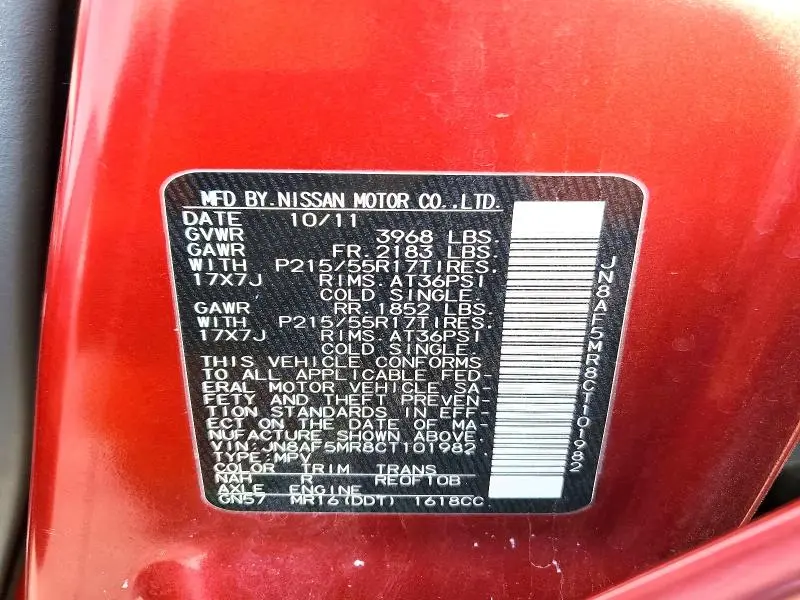 MFD BY.NISSAN MOTOR CO.,LTD.
DATE 10/11
GVWR 3968 LBS.
GAWR FR. 2183 LBS.
WITH P215/55R17TIRES.
17X7J RIMS. AT36PSI
COLD SINGLE.
GAWR RR. 1852 LBS.
WITH P215/55R17TIRES.
17X7J RIMS. AT36PSI
COLD SINGLE
THIS VEHICLE CONFORMS
TO ALL APPLICABLE FED-
ERAL MOTOR VEHICLE SA-
FETY AND THEFT PREVEN-
TION STANDARDS IN EFF-
ECT ON THE DATE OF MA-
NUFACTURE SHOWN ABOVE.
VIN:JN8AF5MR8CT101982
TYPE:MPV
COLOR TRIM TRANS
NAH R RE0F10B
AXLE ENGINE
GN57 MR16(DDT) 1618CC
JN8AF5MR8CT101982